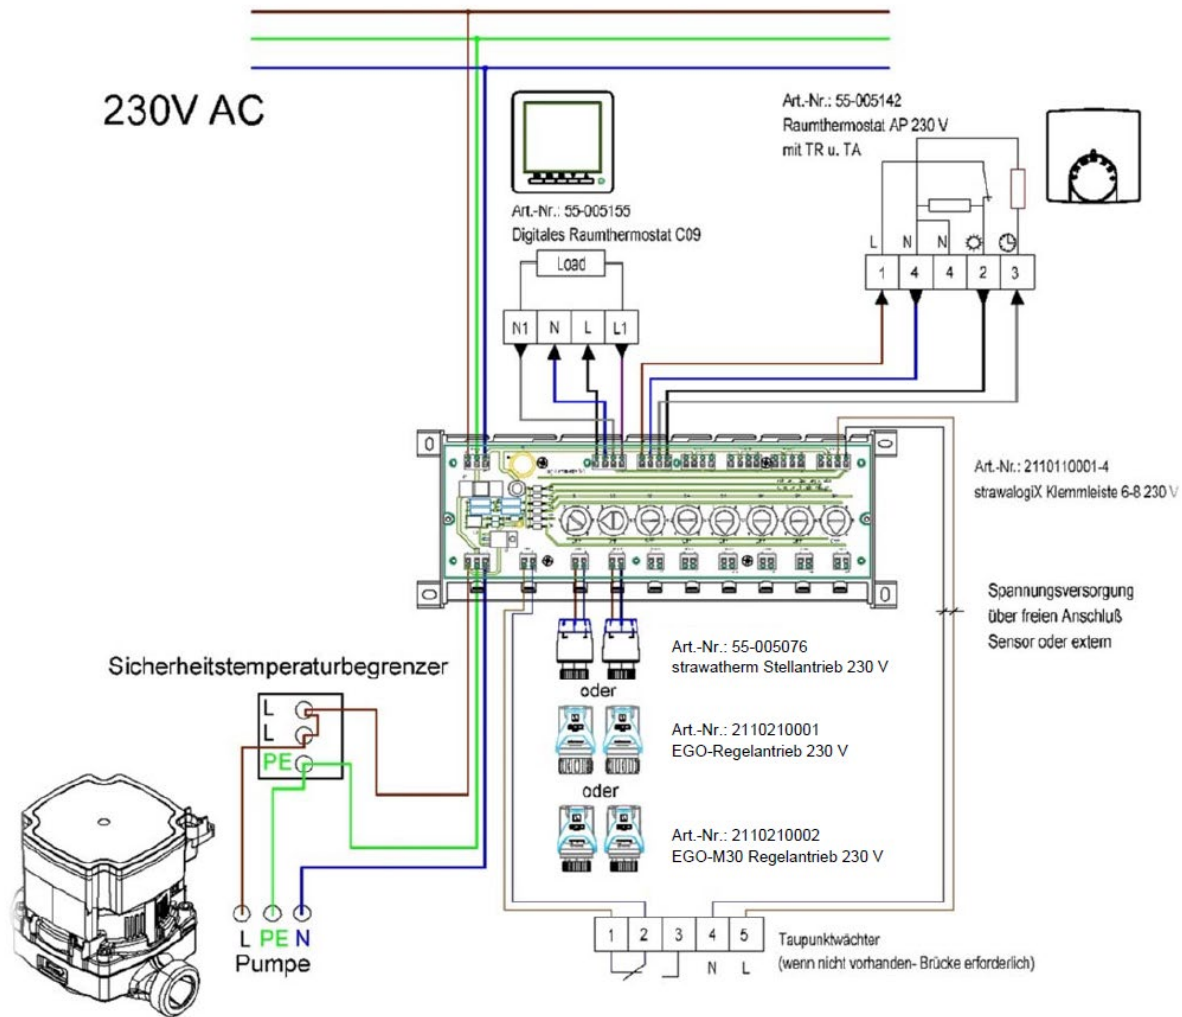 230V AC
Art.-Nr.: 55-005142
Raumthermostat AP 230 V
mit TR u. TA
Art.-Nr.: 55-005155
Digitales Raumthermostat C09
Load
L N N
1 4 4 2 3
N1 N L L1
Art.-Nr.: 2110110001-4
strawalogiX Klemmleiste 6-8 230 V
Spannungsversorgung
über freien Anschluß
Sensor oder extern
Art.-Nr.: 55-005076
strawatherm Stellantrieb 230 V
oder
Art.-Nr.: 2110210001
EGO-Regelantrieb 230 V
oder
Art.-Nr.: 2110210002
EGO-M30 Regelantrieb 230 V
Sicherheitstemperaturbegrenzer
L
L
PE
L PE N
Pumpe
1 2 3 4 5
N L
Taupunktwächter
(wenn nicht vorhanden- Brücke erforderlich)